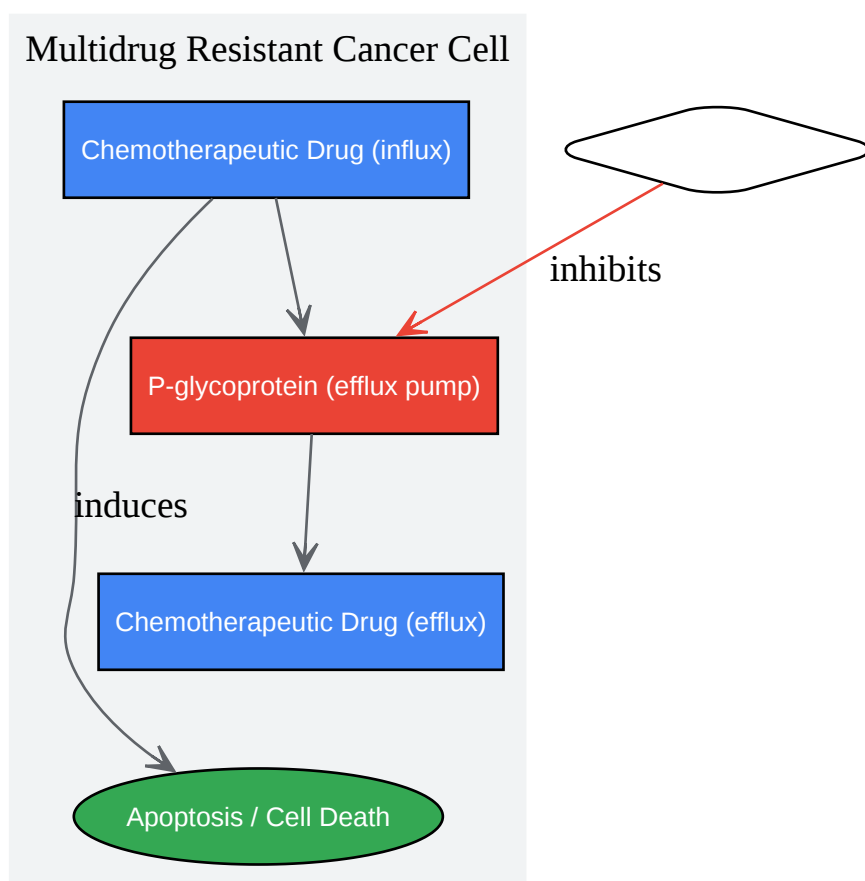 Multidrug Resistant Cancer Cell
Chemotherapeutic Drug (influx)
inhibits
P-glycoprotein (efflux pump)
induces
Chemotherapeutic Drug (efflux)
Apoptosis / Cell Death